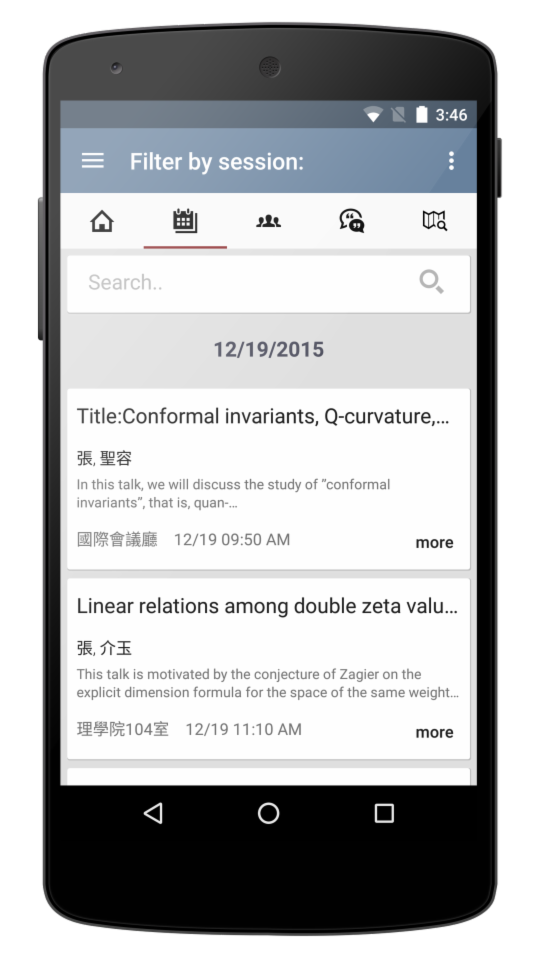 3:46
Filter by session:
Search..
12/19/2015
Title:Conformal invariants, Q-curvature,...
張, 聖容
In this talk, we will discuss the study of “conformal
invariants”, that is, quan-...
國際會議廳 12/19 09:50 AM
more
Linear relations among double zeta valu...
張, 介玉
This talk is motivated by the conjecture of Zagier on the
explicit dimension formula for the space of the same weight...
理學院104室 12/19 11:10 AM
more